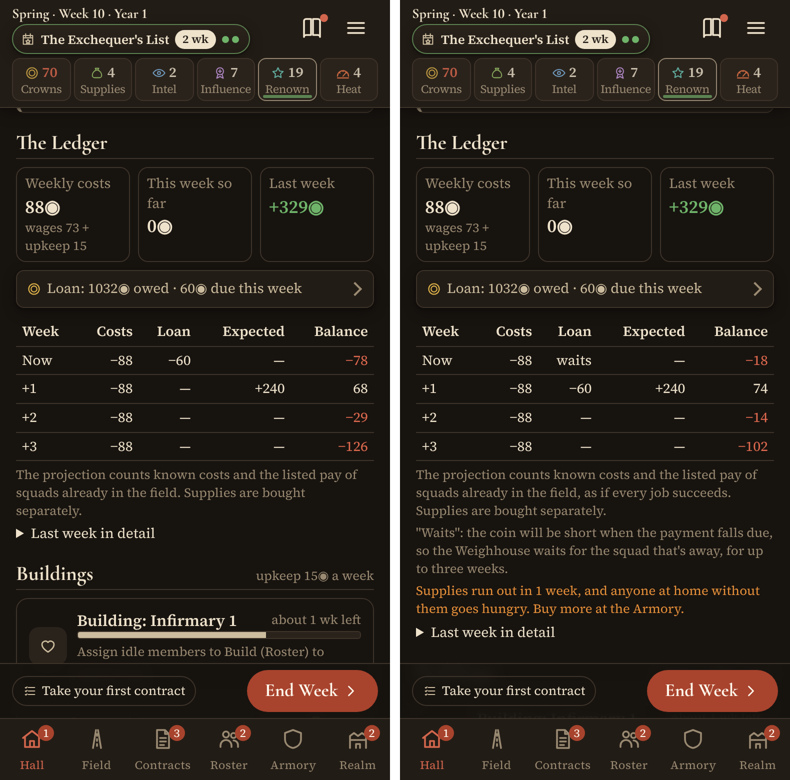 Spring · Week 10 · Year 1
The Exchequer's List 2 wk
70 4 2 7 19 4
Crowns Supplies Intel Influence Renown Heat
The Ledger
Weekly costs This week so far Last week
88◉ 0◉ +329◉
wages 73 +
upkeep 15
Loan: 1032◉ owed · 60◉ due this week
Week Costs Loan Expected Balance
Now −88 −60 — −78
+1 −88 — +240 68
+2 −88 — — −29
+3 −88 — — −126
The projection counts known costs and the listed pay of
squads already in the field. Supplies are bought
separately.
▶ Last week in detail
Buildings upkeep 15◉ a week
Building: Infirmary 1 about 1 wk left
Assign idle members to Build (Roster) to
Take your first contract End Week
1 3 2 2
Hall Field Contracts Roster Armory Realm
Spring · Week 10 · Year 1
The Exchequer's List 2 wk
70 4 2 7 19 4
Crowns Supplies Intel Influence Renown Heat
The Ledger
Weekly costs This week so far Last week
88◉ 0◉ +329◉
wages 73 +
upkeep 15
Loan: 1032◉ owed · 60◉ due this week
Week Costs Loan Expected Balance
Now −88 waits — −18
+1 −88 −60 +240 74
+2 −88 — — −14
+3 −88 — — −102
The projection counts known costs and the listed pay of
squads already in the field, as if every job succeeds.
Supplies are bought separately.
"Waits": the coin will be short when the payment falls due,
so the Weighhouse waits for the squad that's away, for up
to three weeks.
Supplies run out in 1 week, and anyone at home without
them goes hungry. Buy more at the Armory.
▶ Last week in detail
Take your first contract End Week
1 3 2 2
Hall Field Contracts Roster Armory Realm